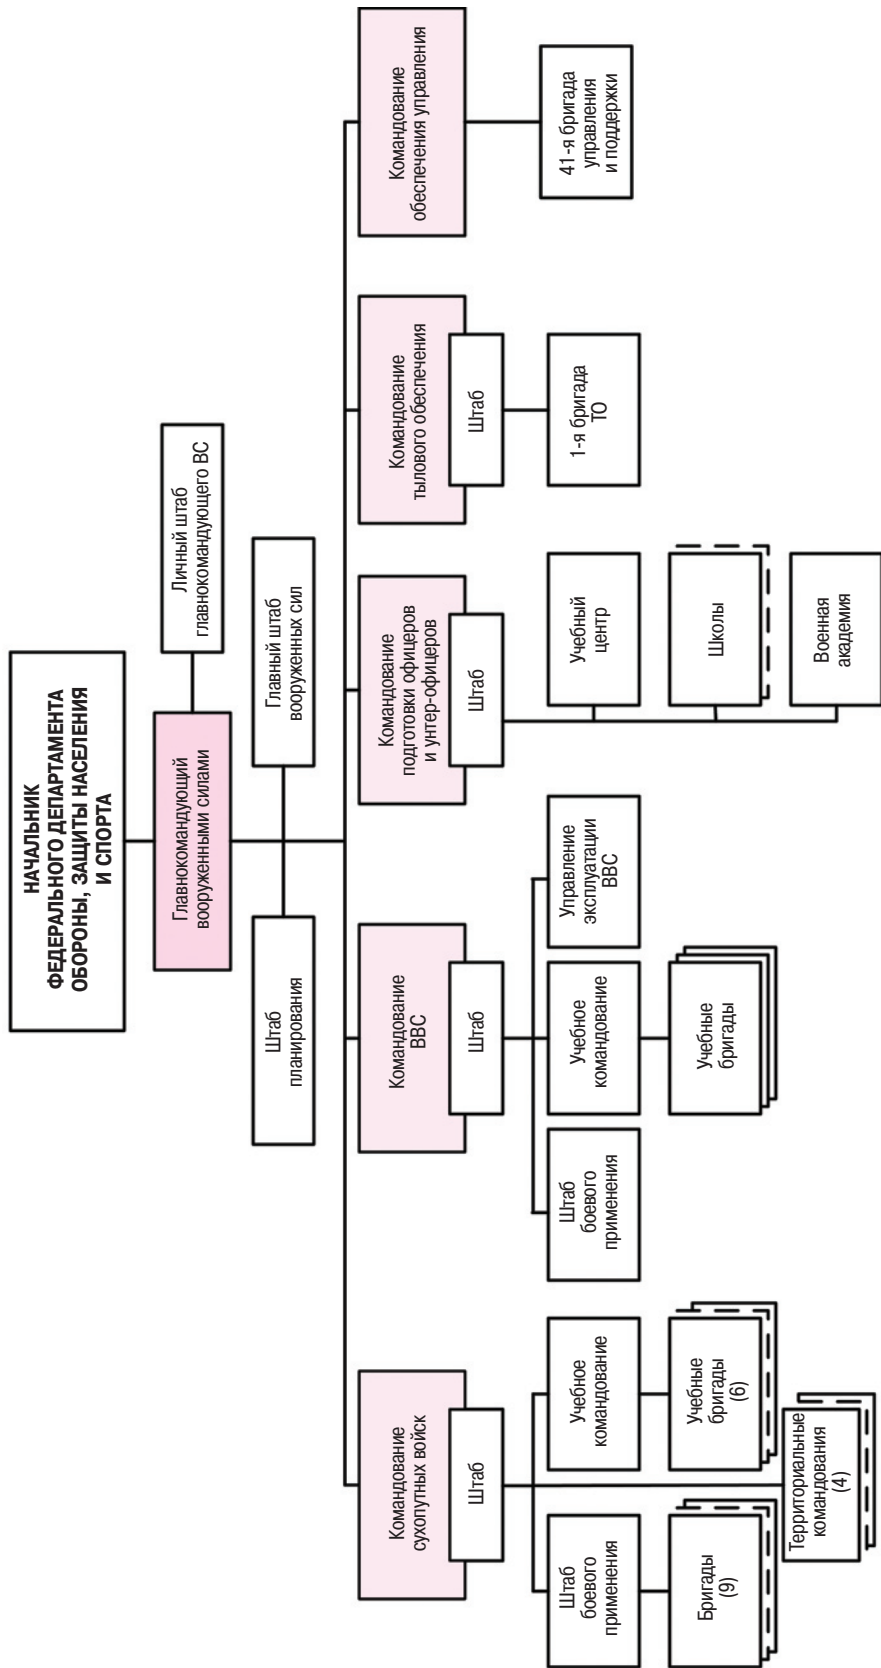 НАЧАЛЬНИК
ФЕДЕРАЛЬНОГО ДЕПАРТАМЕНТА
ОБОРОНЫ, ЗАЩИТЫ НАСЕЛЕНИЯ
И СПОРТА
Главнокомандующий
вооруженными силами
Личный штаб
главнокомандующего ВС
Штаб
планирования
Главный штаб
вооруженных сил
Командование
сухопутных войск
Штаб
Штаб
боевого
применения
Бригады
(9)
Учебное
командование
Учебные
бригады
(6)
Территориальные
командования
(4)
Командование
ВВС
Штаб
Штаб
боевого
применения
Учебное
командование
Учебные
бригады
Управление
эксплуатации
ВВС
Командование
подготовки офицеров
и унтер-офицеров
Штаб
Учебный
центр
Школы
Военная
академия
Командование
тылового обеспечения
Штаб
1-я бригада
ТО
Командование
обеспечения управления
41-я бригада
управления
и поддержки